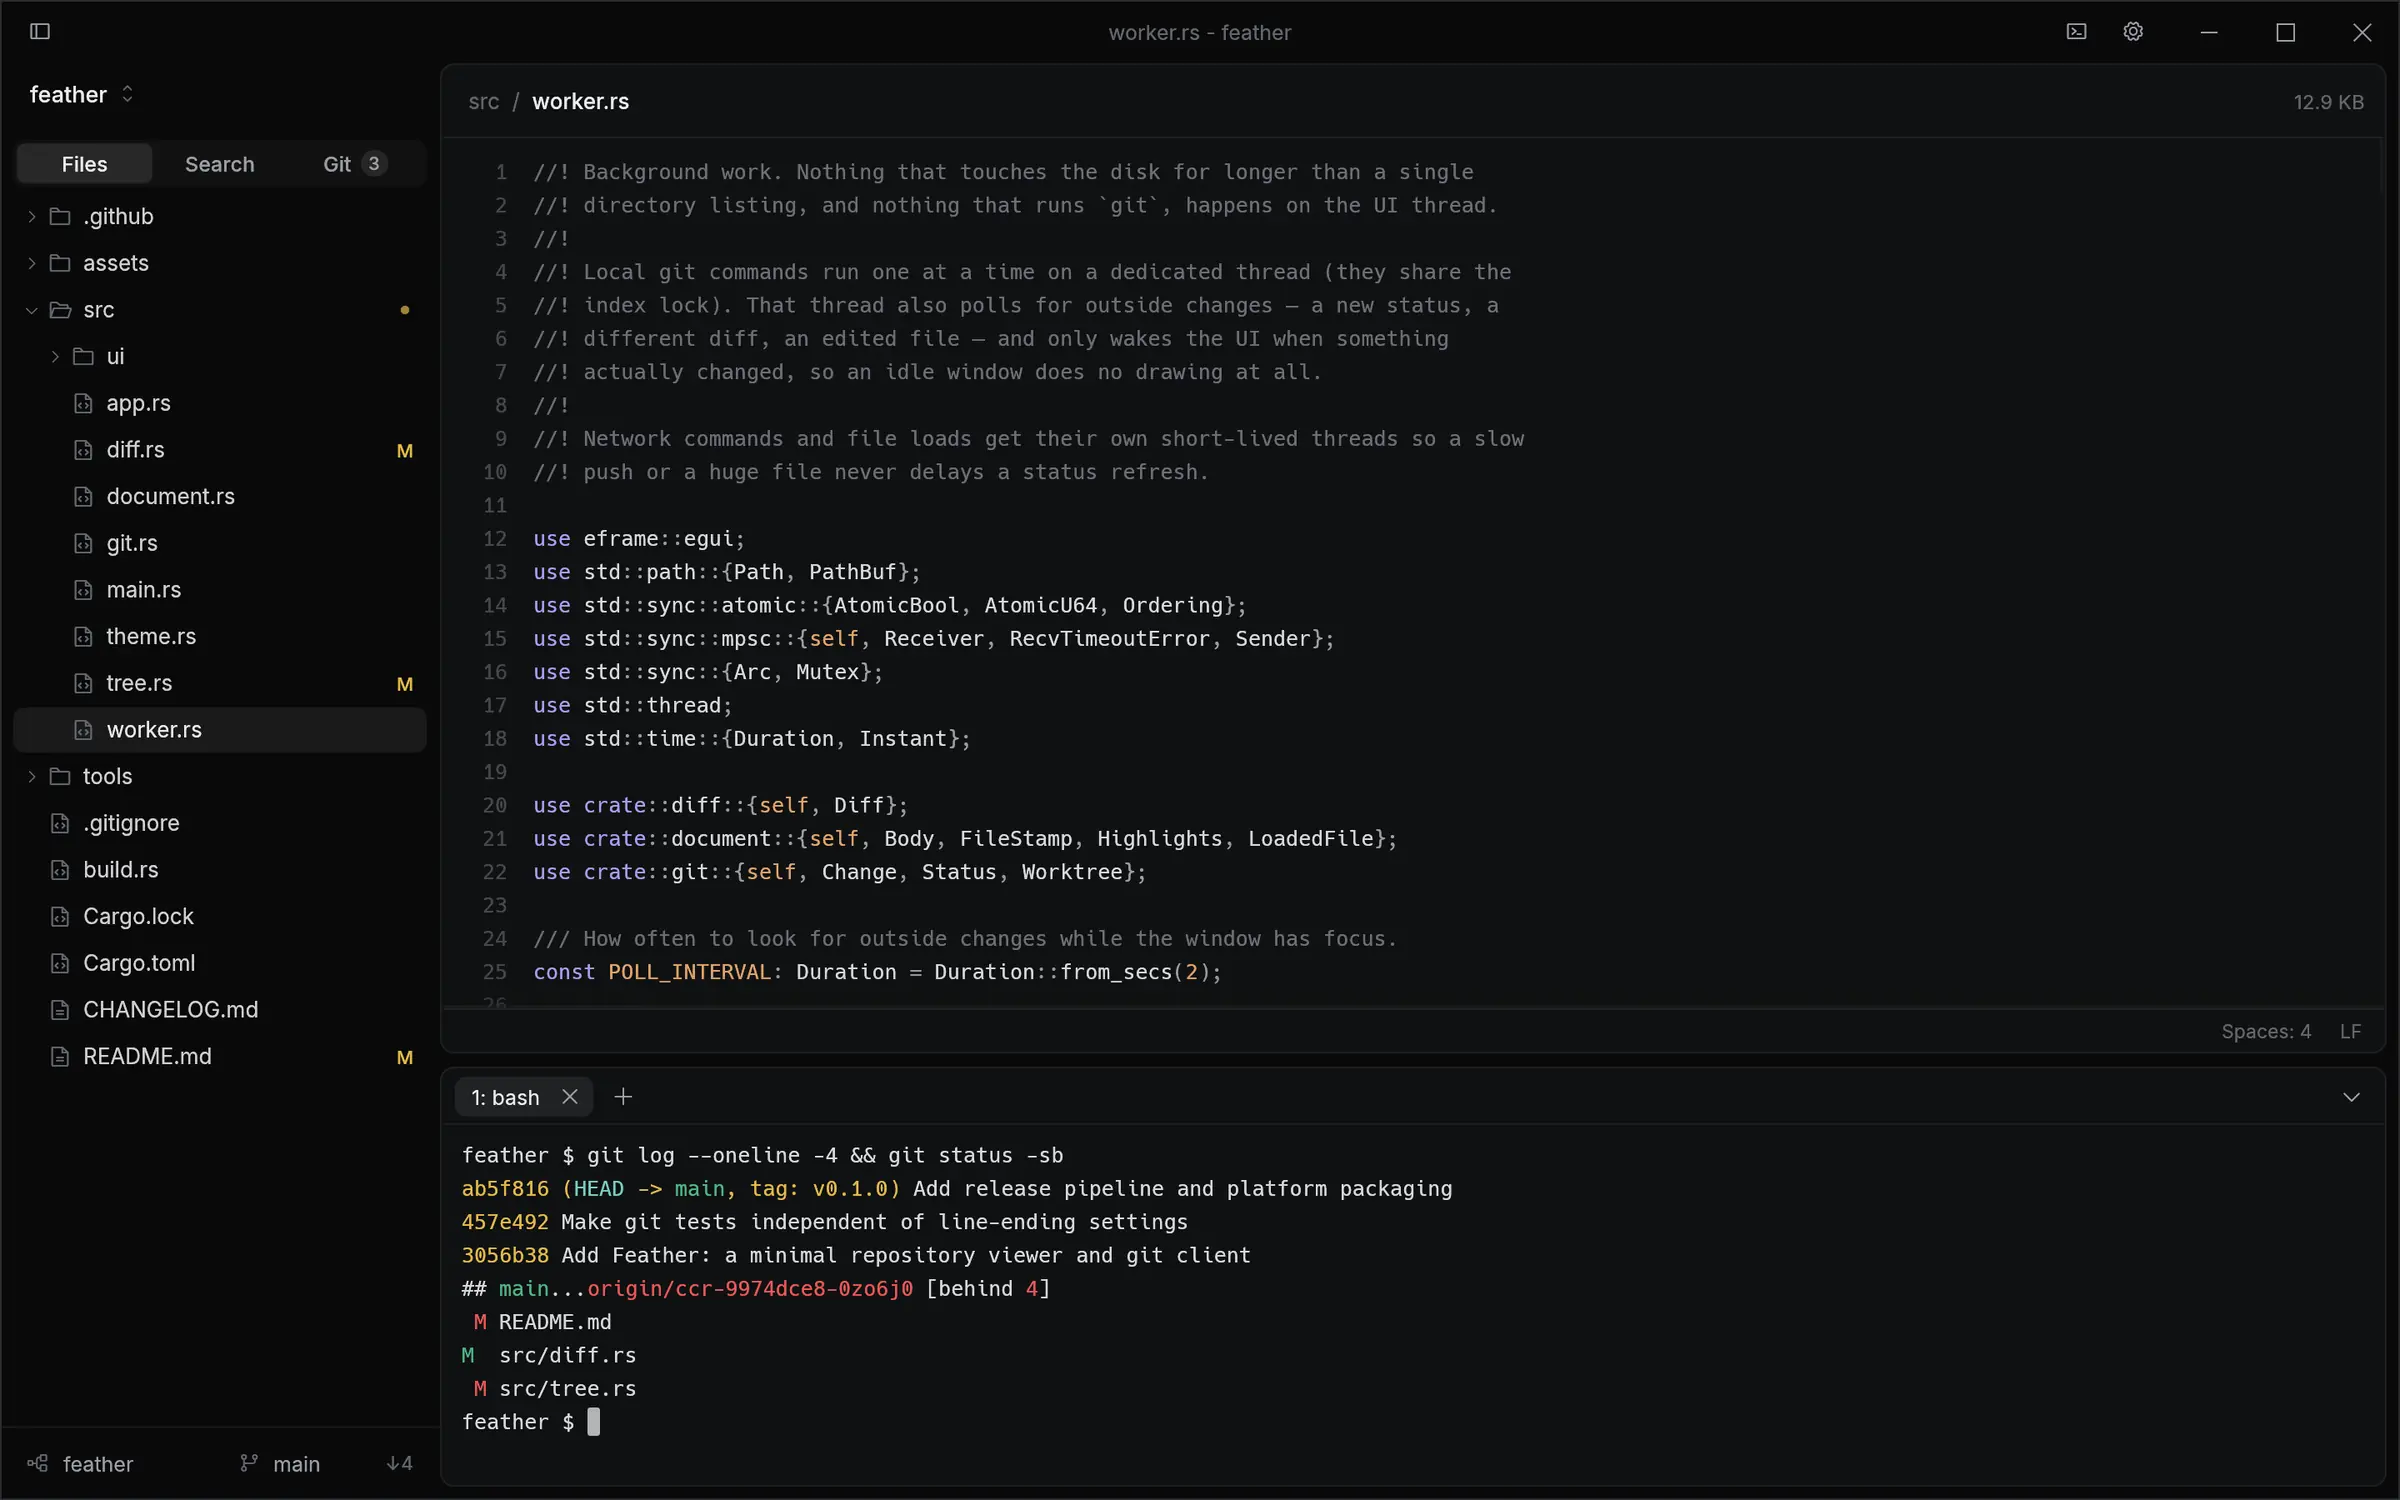 worker.rs - feather
feather
Files Search Git 3
.github
assets
src
ui
app.rs
diff.rs M
document.rs
git.rs
main.rs
theme.rs
tree.rs M
worker.rs
tools
.gitignore
build.rs
Cargo.lock
Cargo.toml
CHANGELOG.md
README.md M
feather main ↓4
src / worker.rs 12.9 KB
1 //! Background work. Nothing that touches the disk for longer than a single
2 //! directory listing, and nothing that runs `git`, happens on the UI thread.
3 //!
4 //! Local git commands run one at a time on a dedicated thread (they share the
5 //! index lock). That thread also polls for outside changes — a new status, a
6 //! different diff, an edited file — and only wakes the UI when something
7 //! actually changed, so an idle window does no drawing at all.
8 //!
9 //! Network commands and file loads get their own short-lived threads so a slow
10 //! push or a huge file never delays a status refresh.
11
12 use eframe::egui;
13 use std::path::{Path, PathBuf};
14 use std::sync::atomic::{AtomicBool, AtomicU64, Ordering};
15 use std::sync::mpsc::{self, Receiver, RecvTimeoutError, Sender};
16 use std::sync::{Arc, Mutex};
17 use std::thread;
18 use std::time::{Duration, Instant};
19
20 use crate::diff::{self, Diff};
21 use crate::document::{self, Body, FileStamp, Highlights, LoadedFile};
22 use crate::git::{self, Change, Status, Worktree};
23
24 /// How often to look for outside changes while the window has focus.
25 const POLL_INTERVAL: Duration = Duration::from_secs(2);
26
Spaces: 4 LF
1: bash
feather $ git log --oneline -4 && git status -sb
ab5f816 (HEAD -> main, tag: v0.1.0) Add release pipeline and platform packaging
457e492 Make git tests independent of line-ending settings
3056b38 Add Feather: a minimal repository viewer and git client
## main...origin/ccr-9974dce8-0zo6j0 [behind 4]
 M README.md
M  src/diff.rs
 M src/tree.rs
feather $